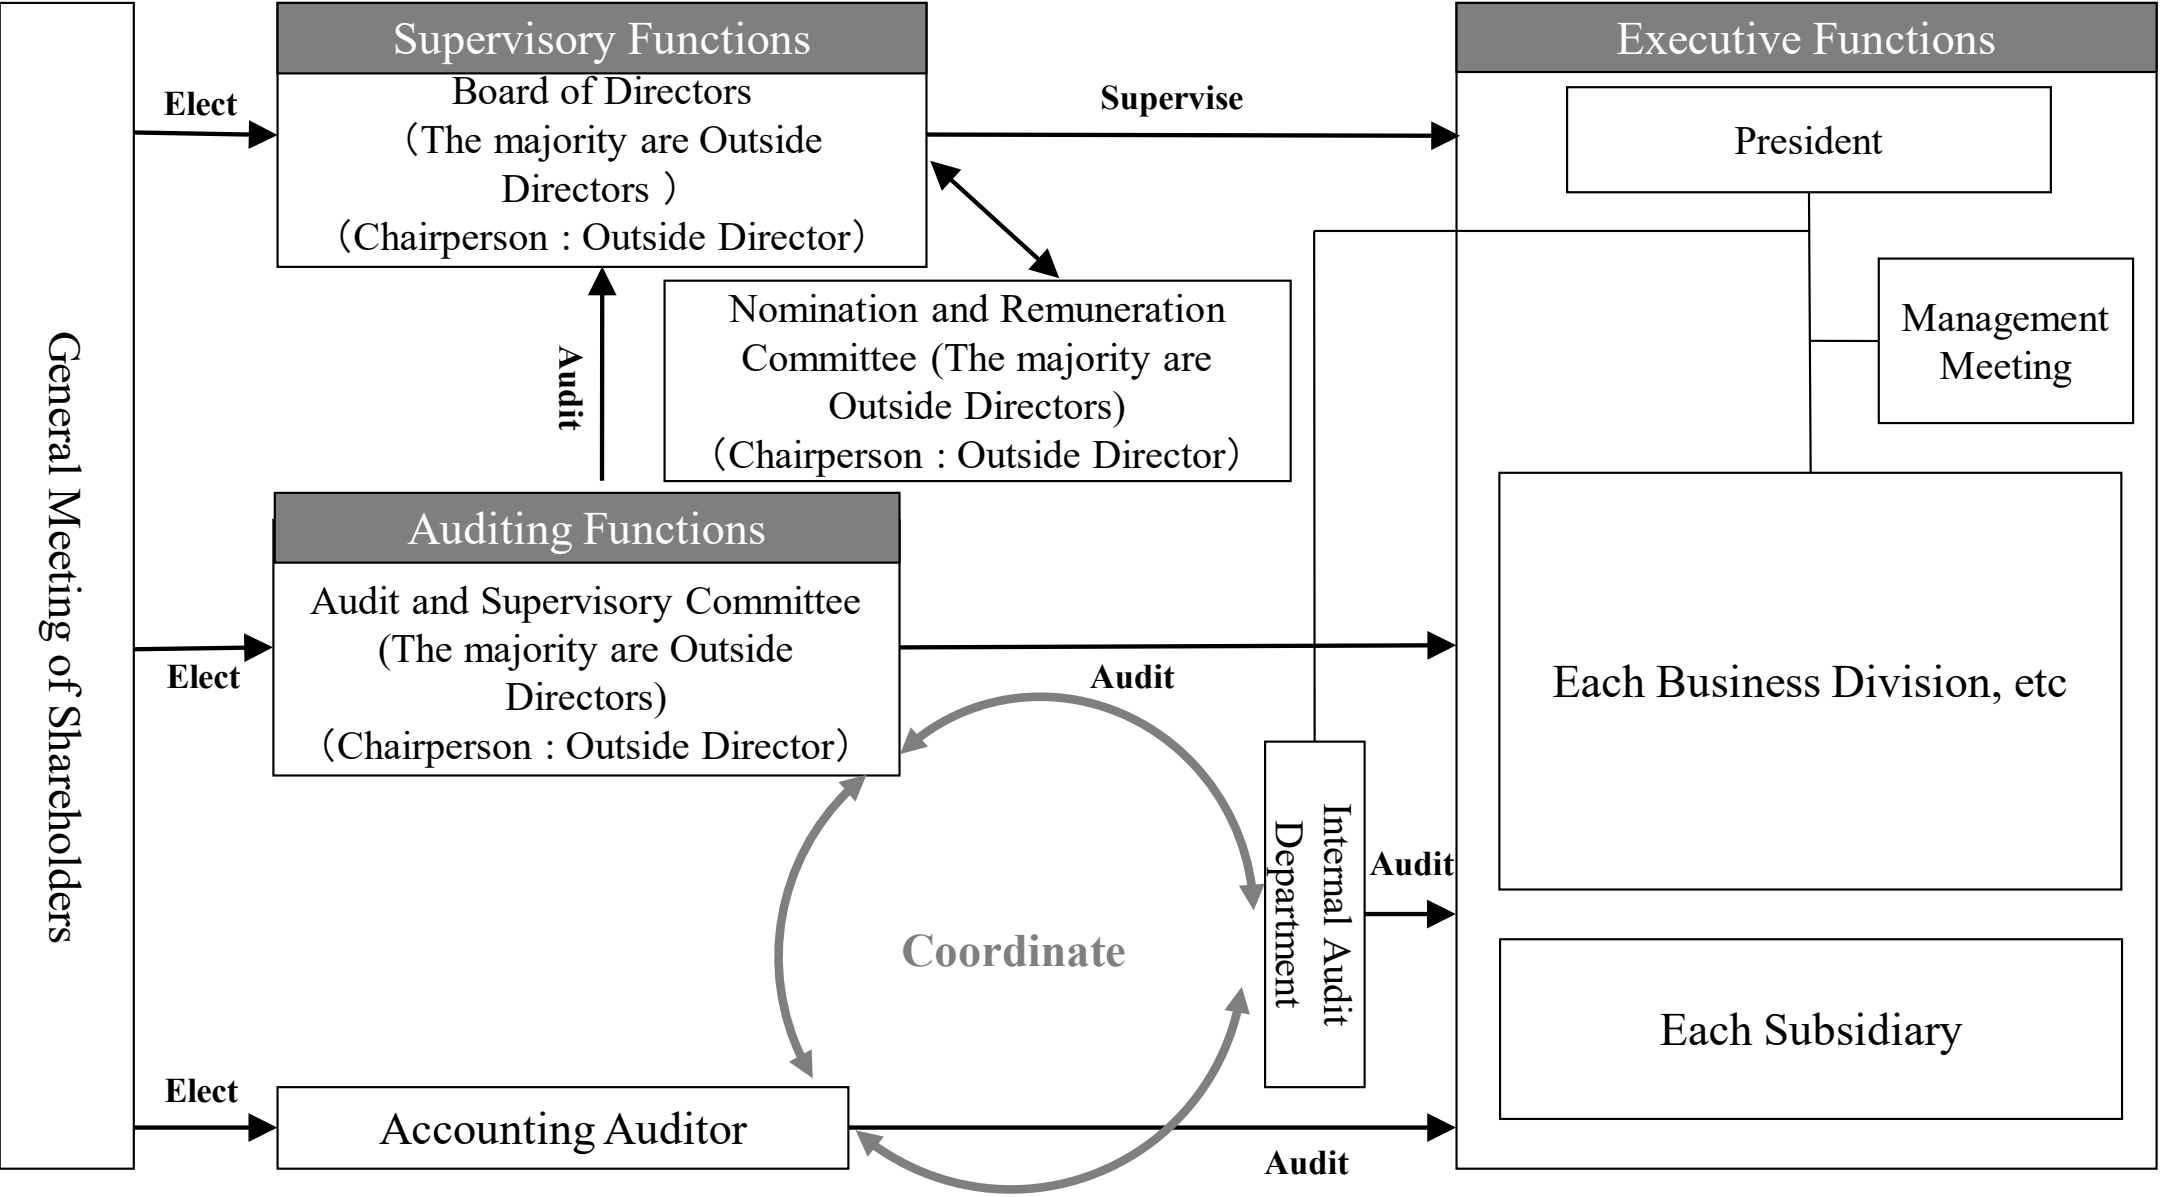 General Meeting of Shareholders
Elect
Supervisory Functions
Board of Directors
（The majority are Outside
Directors ）
（Chairperson : Outside Director）
Supervise
Nomination and Remuneration
Committee (The majority are
Outside Directors)
（Chairperson : Outside Director）
Audit
Elect
Auditing Functions
Audit and Supervisory Committee
(The majority are Outside
Directors)
（Chairperson : Outside Director）
Audit
Coordinate
Internal Audit
Department
Audit
Elect
Accounting Auditor
Audit
Executive Functions
President
Management
Meeting
Each Business Division, etc
Each Subsidiary